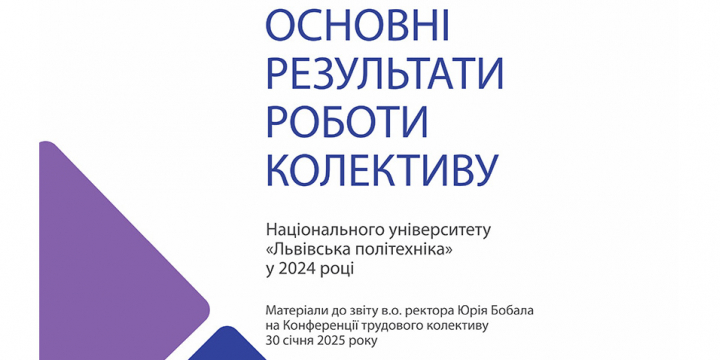 ОСНОВНІ
РЕЗУЛЬТАТИ
РОБОТИ
КОЛЕКТИВУ
Національного університету
«Львівська політехніка»
у 2024 році
Матеріали до звіту в.о. ректора Юрія Бобала
на Конференції трудового колективу
30 січня 2025 року